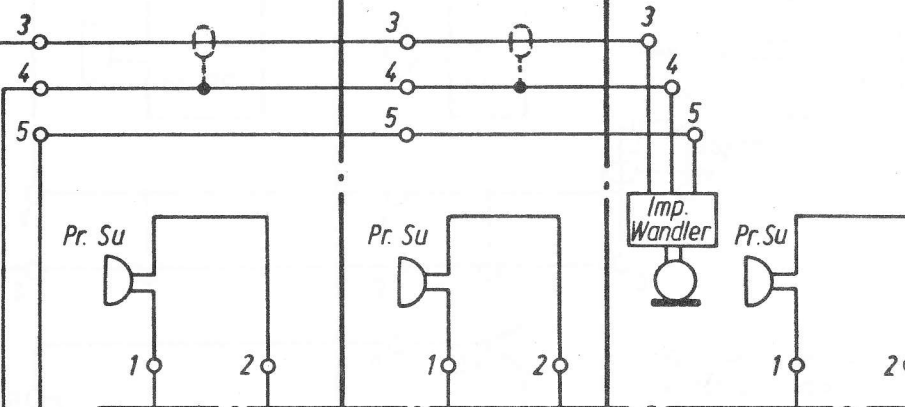 3 3 3
4 4 4
5 5 5
Imp.
Wandler
Pr. Su Pr. Su Pr.Su
1 2 1 2 1 2